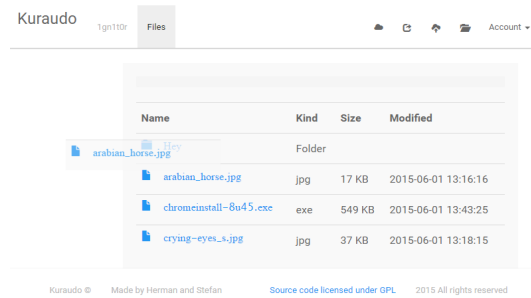 Kuraudo 1gn1t0r Files Account
Name Kind Size Modified
Hey Folder
arabian_horse.jpg
arabian_horse.jpg jpg 17 KB 2015-06-01 13:16:16
chromeinstall-8u45.exe exe 549 KB 2015-06-01 13:43:25
crying-eyes_s.jpg jpg 37 KB 2015-06-01 13:18:15
Kuraudo © Made by Herman and Stefan Source code licensed under GPL 2015 All rights reserved